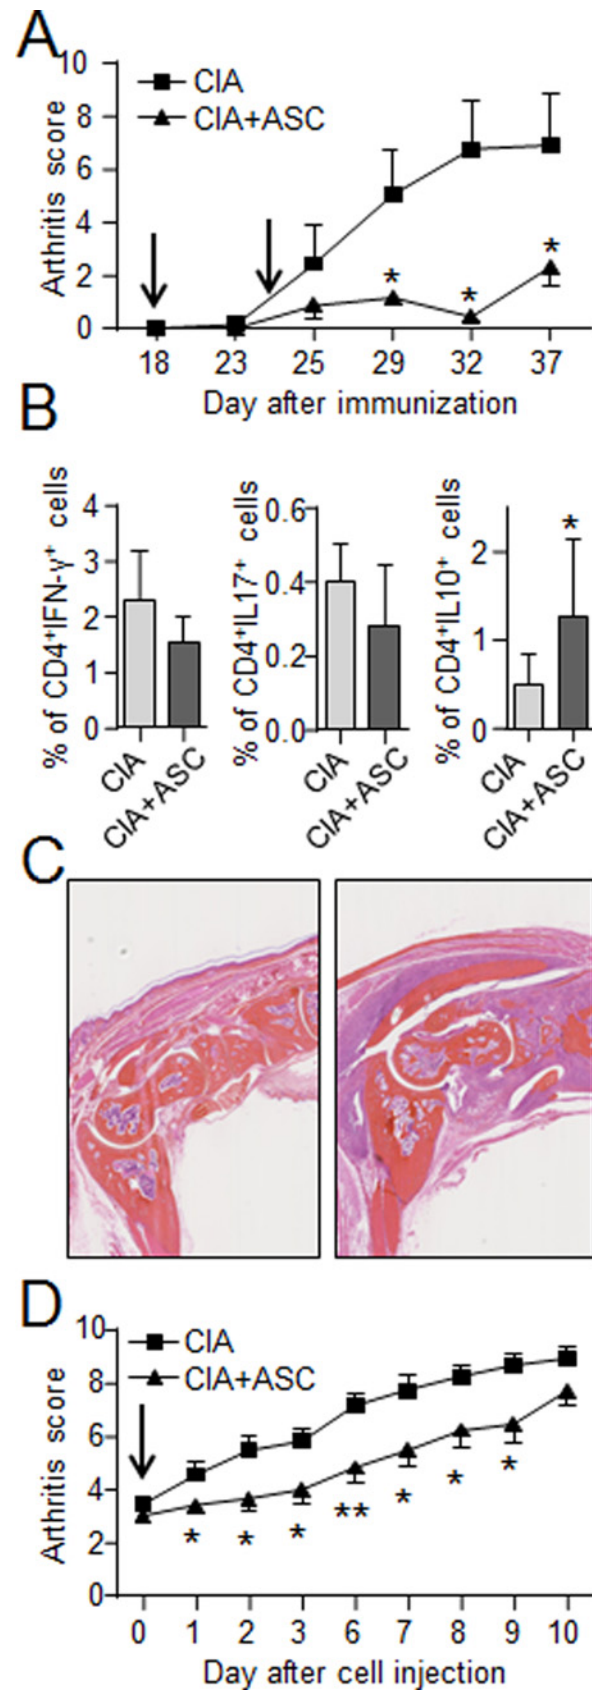 A
10
8
6
4
2
0
Arthritis score
CIA
CIA+ASC
*
*
*
18 23 25 29 32 37
Day after immunization
B
% of CD4⁺IFN-γ⁺ cells
4
3
2
1
0
CIA
CIA+ASC
% of CD4⁺IL17⁺ cells
0.6
0.4
0.2
0.0
CIA
CIA+ASC
% of CD4⁺IL10⁺ cells
2
1
0
*
CIA
CIA+ASC
C
D
10
8
6
4
2
0
Arthritis score
CIA
CIA+ASC
* * * ** * * *
0 1 2 3 6 7 8 9 10
Day after cell injection